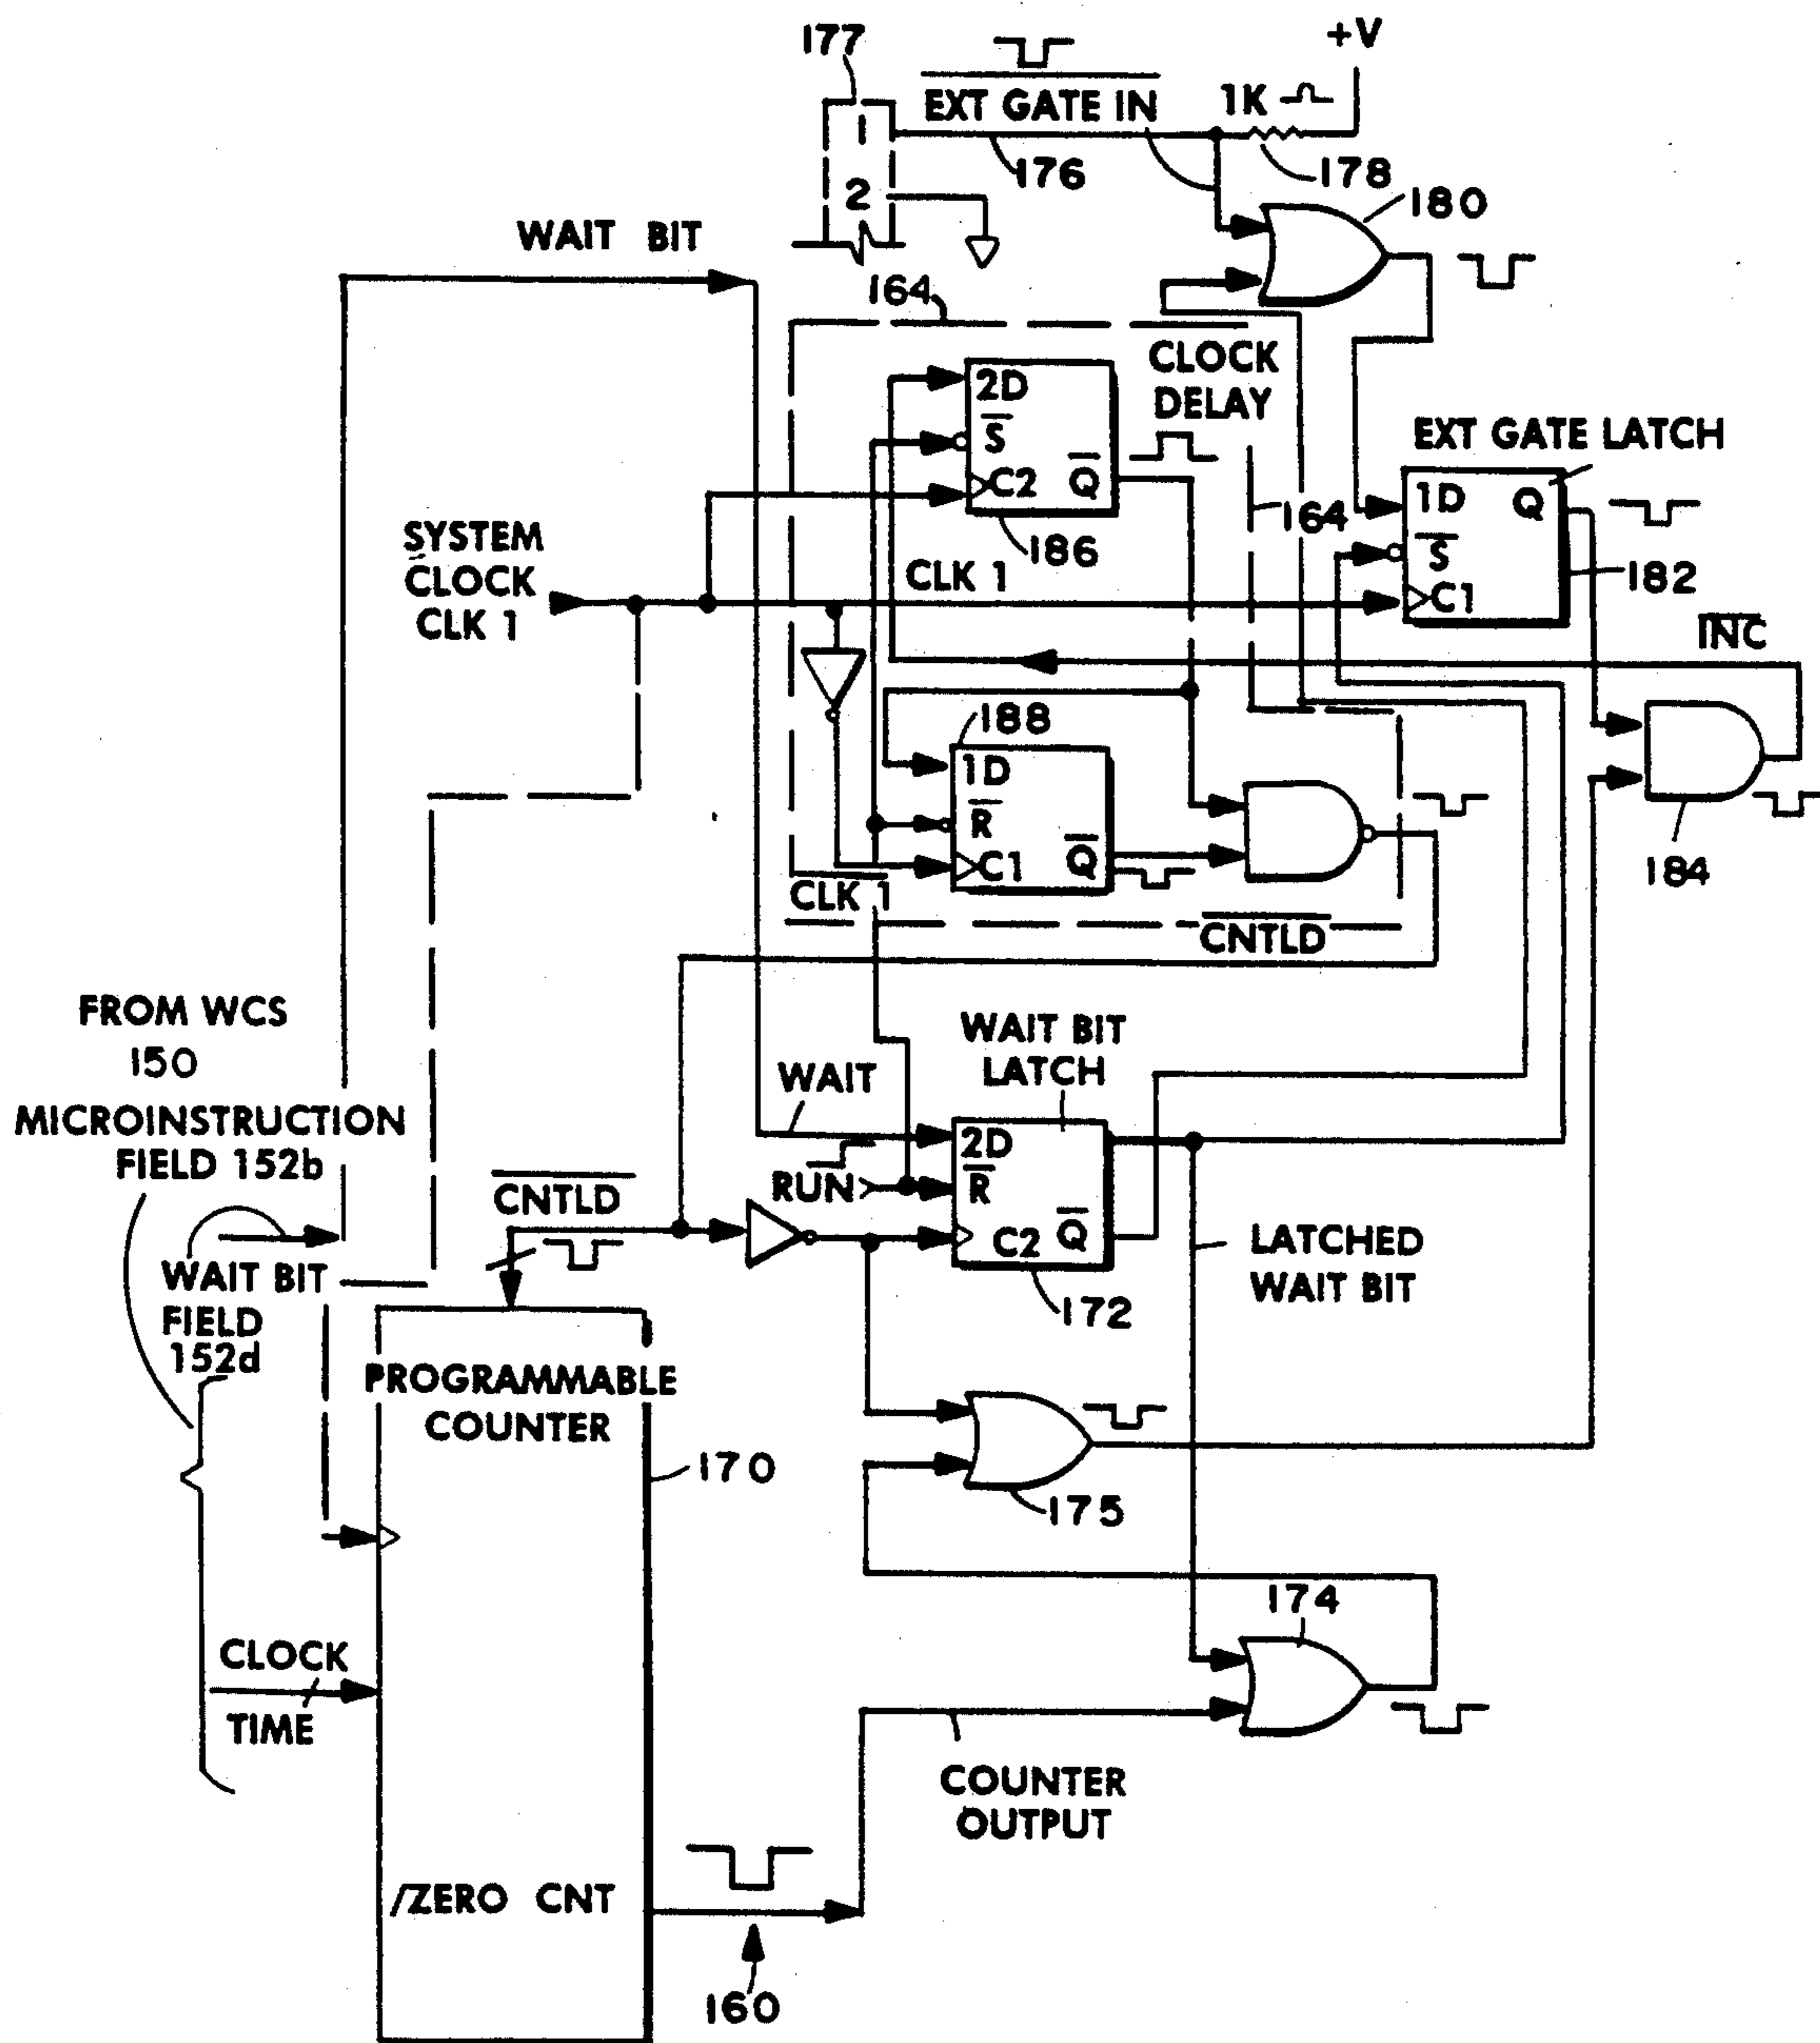 177
+V
EXT GATE IN
1K
1
2
176
178
180
WAIT BIT
164
CLOCK
DELAY
2D
S
C2
Q
186
EXT GATE LATCH
1D
Q
S
C1
164
182
SYSTEM
CLOCK
CLK 1
CLK 1
INC
188
1D
R
C1
Q
184
CLK 1
CNTLD
FROM WCS
150
MICROINSTRUCTION
FIELD 152b
WAIT BIT
LATCH
WAIT
2D
RUN
R
C2
Q
172
CNTLD
LATCHED
WAIT BIT
WAIT BIT
FIELD
152d
PROGRAMMABLE
COUNTER
170
175
174
CLOCK
TIME
COUNTER
OUTPUT
/ZERO CNT
160